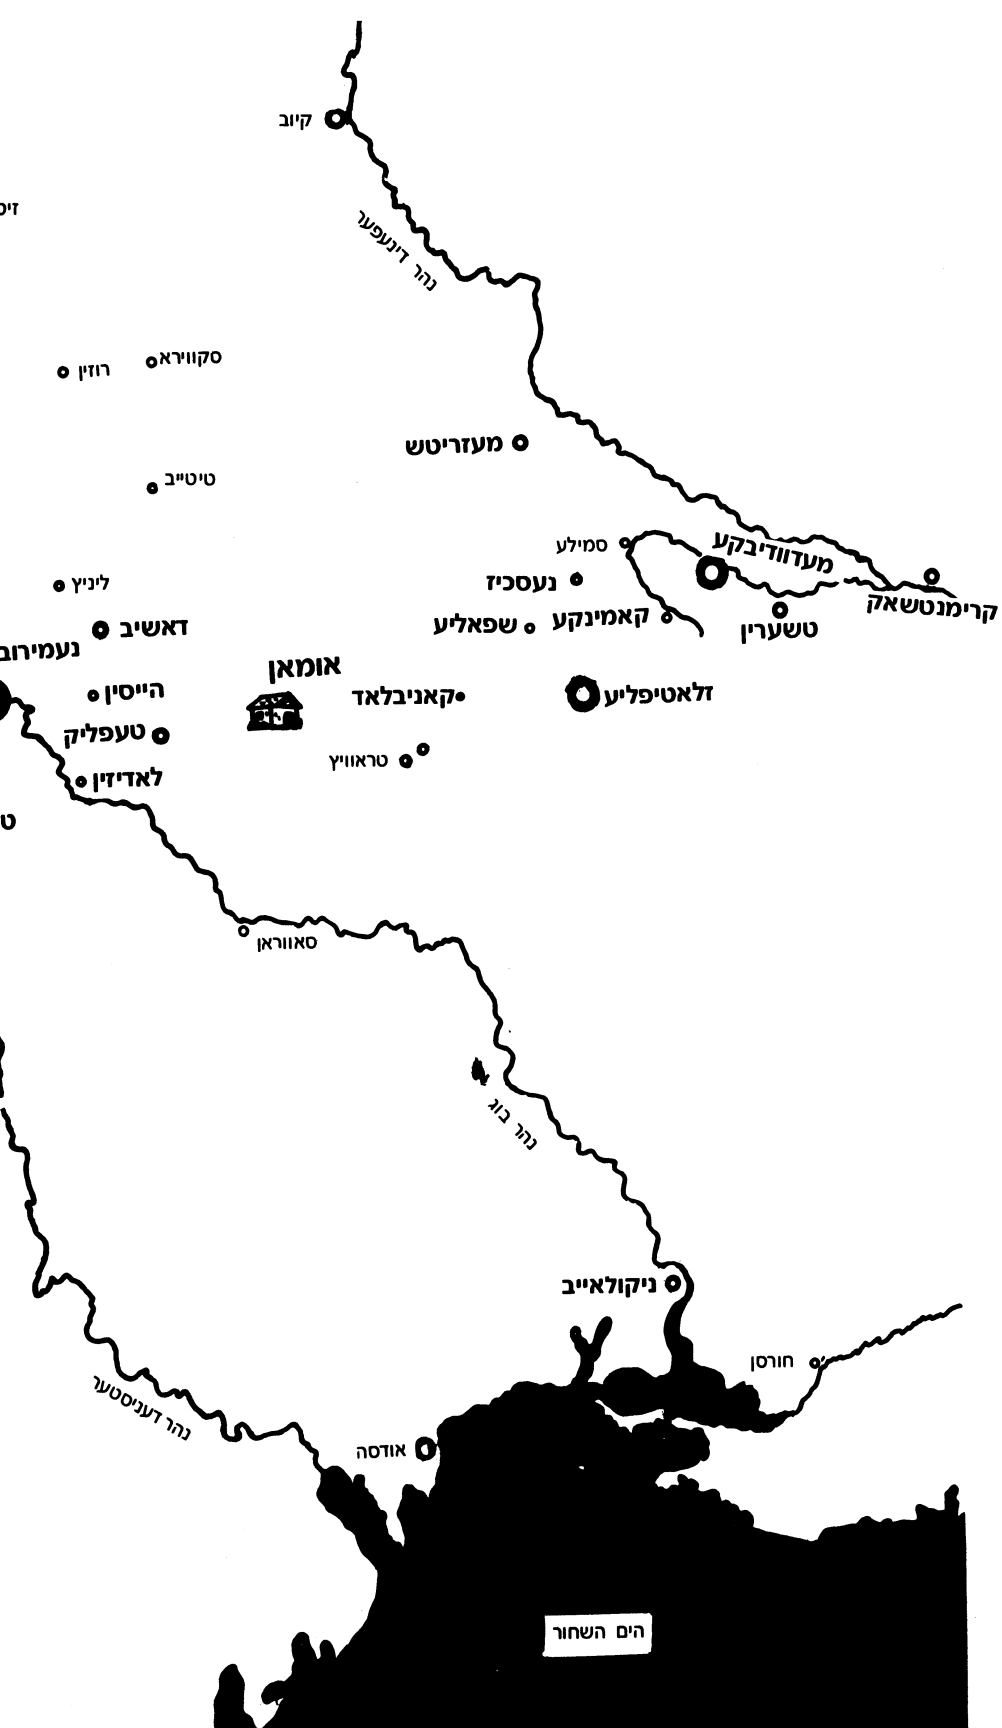 קיוב
נהר דינעפער
סקווירא
רוזין
מעזריטש
טיטייב
מעדוודיבקע
סמילע
נעסכיז
ליניץ
קרימנטשאק
קאמינקע
שפאליע
טשערין
דאשיב
נעמירוב
אומאן
הייסין
קאניבלאד
זלאטיפליע
טעפליק
טראוויץ
לאדיזין
סאווראן
נהר בוג
ניקולאייב
חורסן
נהר דעניסטער
אודסה
הים השחור